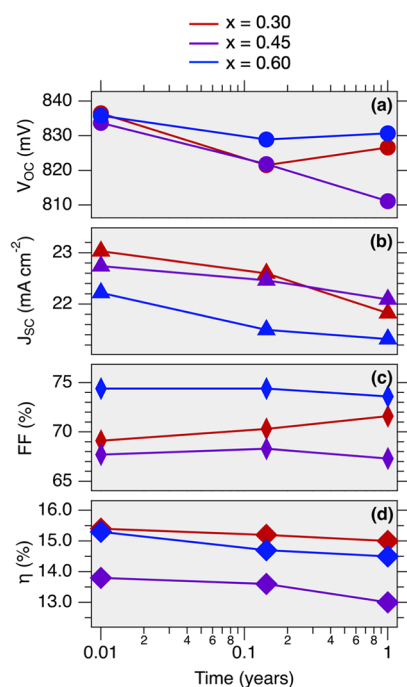 x = 0.30
x = 0.45
x = 0.60
(a)
840
830
820
810
VOC (mV)
(b)
23
22
JSC (mA cm-2)
(c)
75
70
65
FF (%)
(d)
16.0
15.0
14.0
13.0
η (%)
0.01 2 4 6 8 0.1 2 4 6 8 1
Time (years)